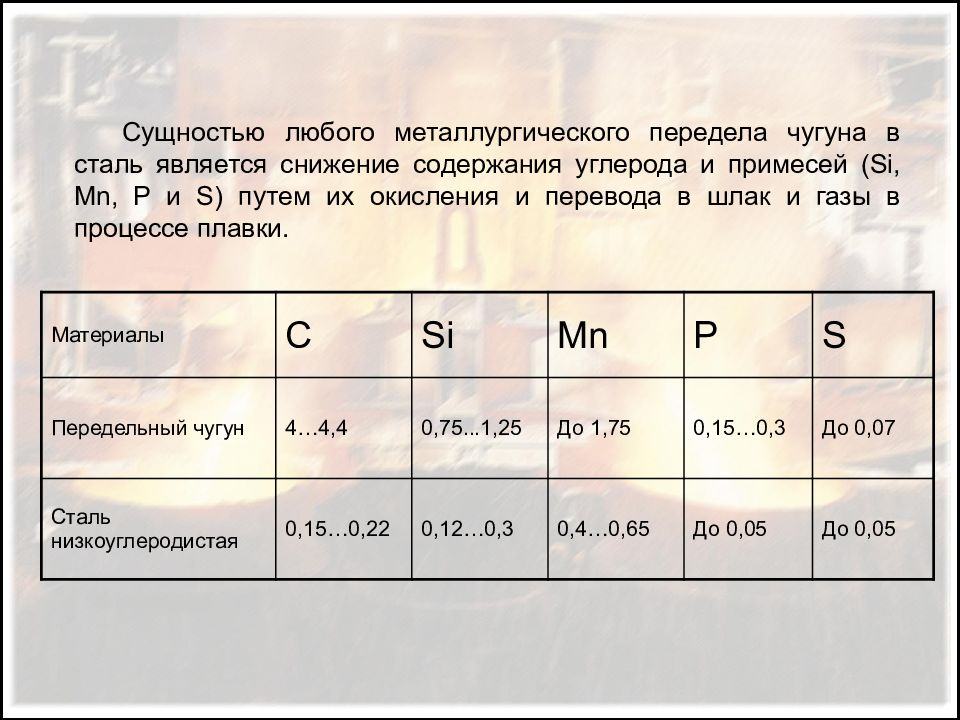 Сущностью любого металлургического передела чугуна в
сталь является снижение содержания углерода и примесей (Si,
Mn, P и S) путем их окисления и перевода в шлак и газы в
процессе плавки.
Материалы C Si Mn P S
Передельный чугун 4…4,4 0,75...1,25 До 1,75 0,15…0,3 До 0,07
Сталь
низкоуглеродистая 0,15…0,22 0,12…0,3 0,4…0,65 До 0,05 До 0,05